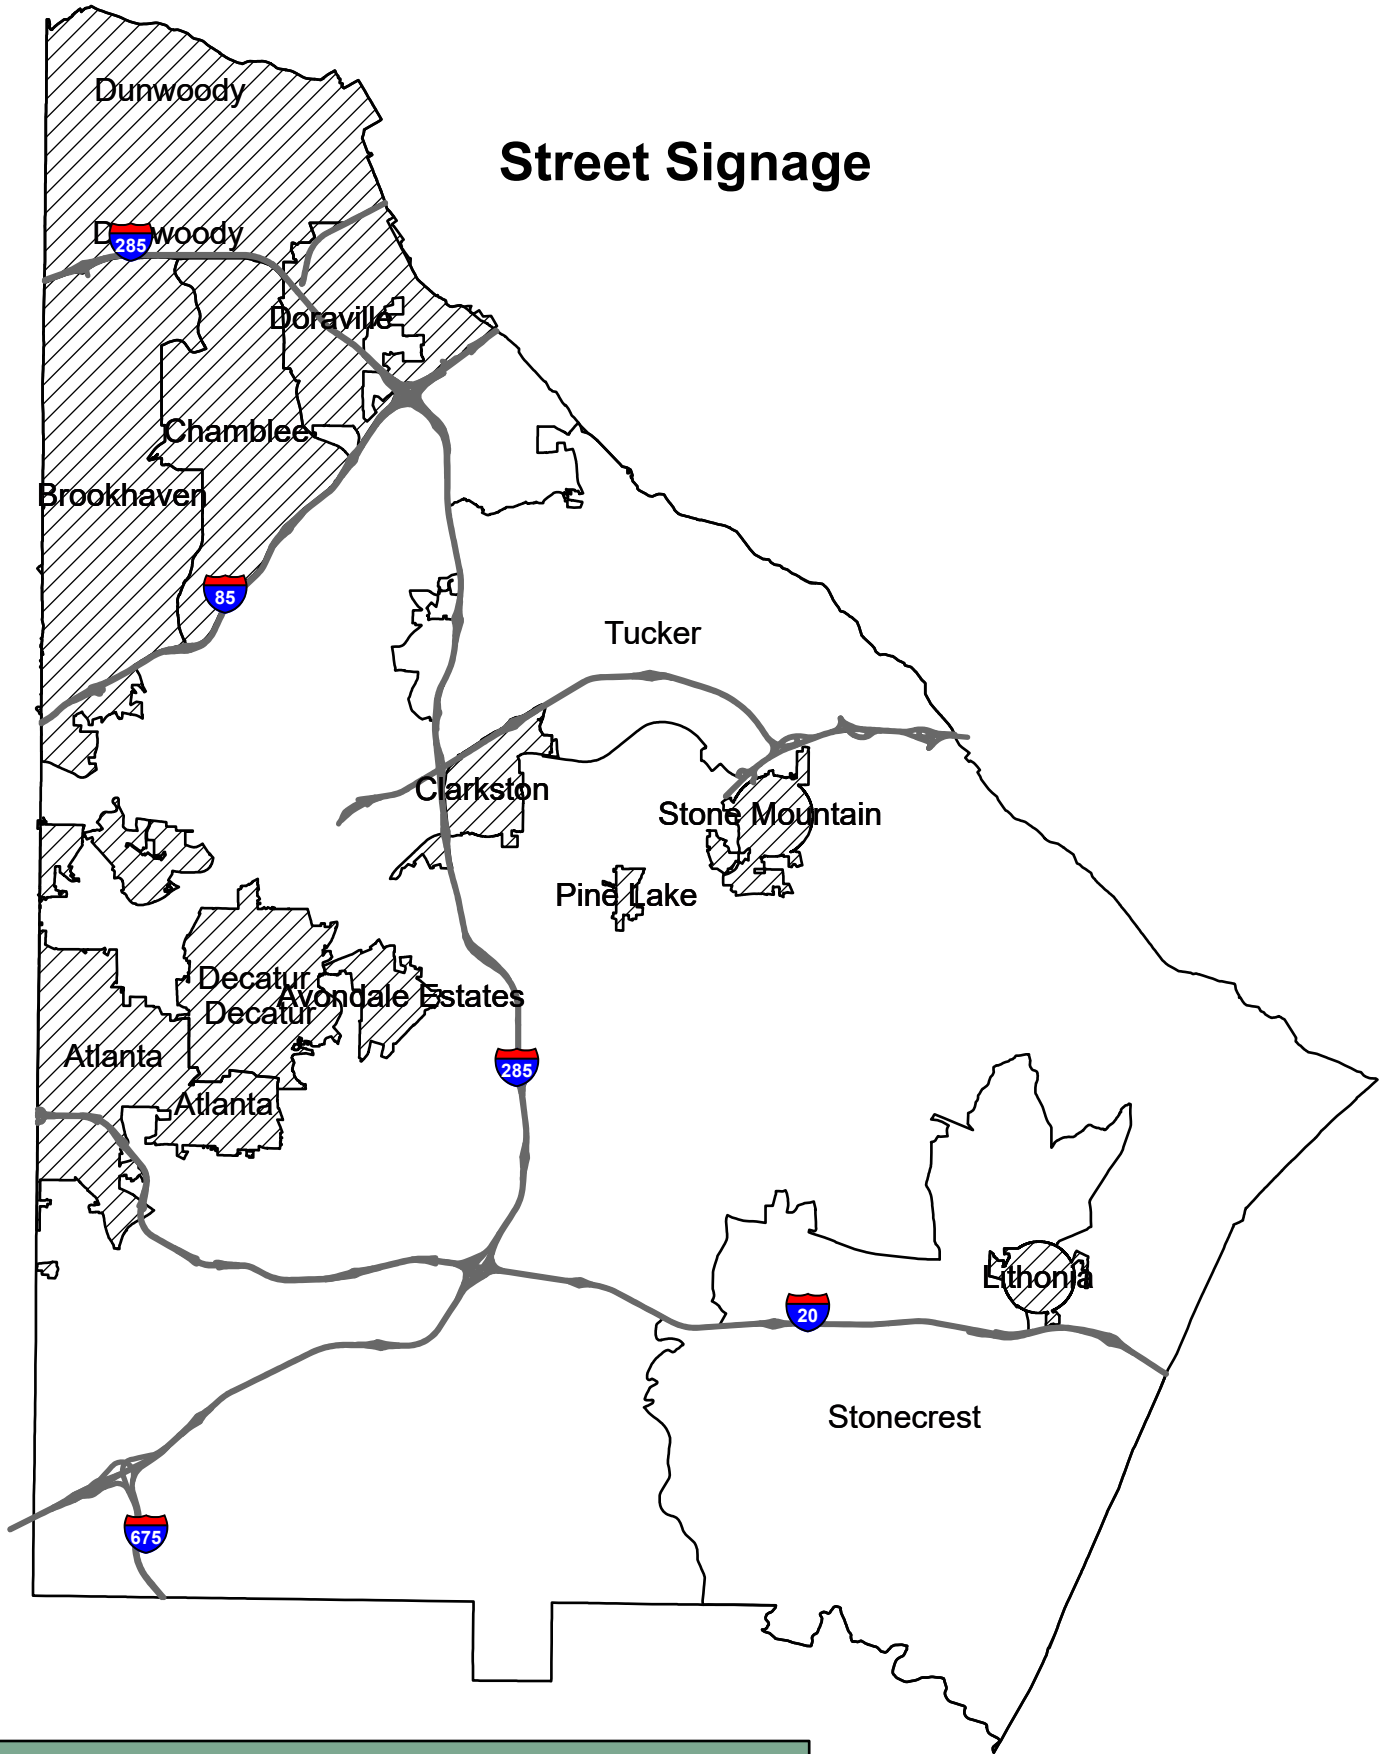 Dunwoody
Street Signage
D woody
285
Doraville
Chamblee
Brookhaven
85
Tucker
Clarkston
Stone Mountain
Pine Lake
Decatur
Avondale Estates
Decatur
Atlanta
285
Atlanta
Lithonia
20
Stonecrest
675